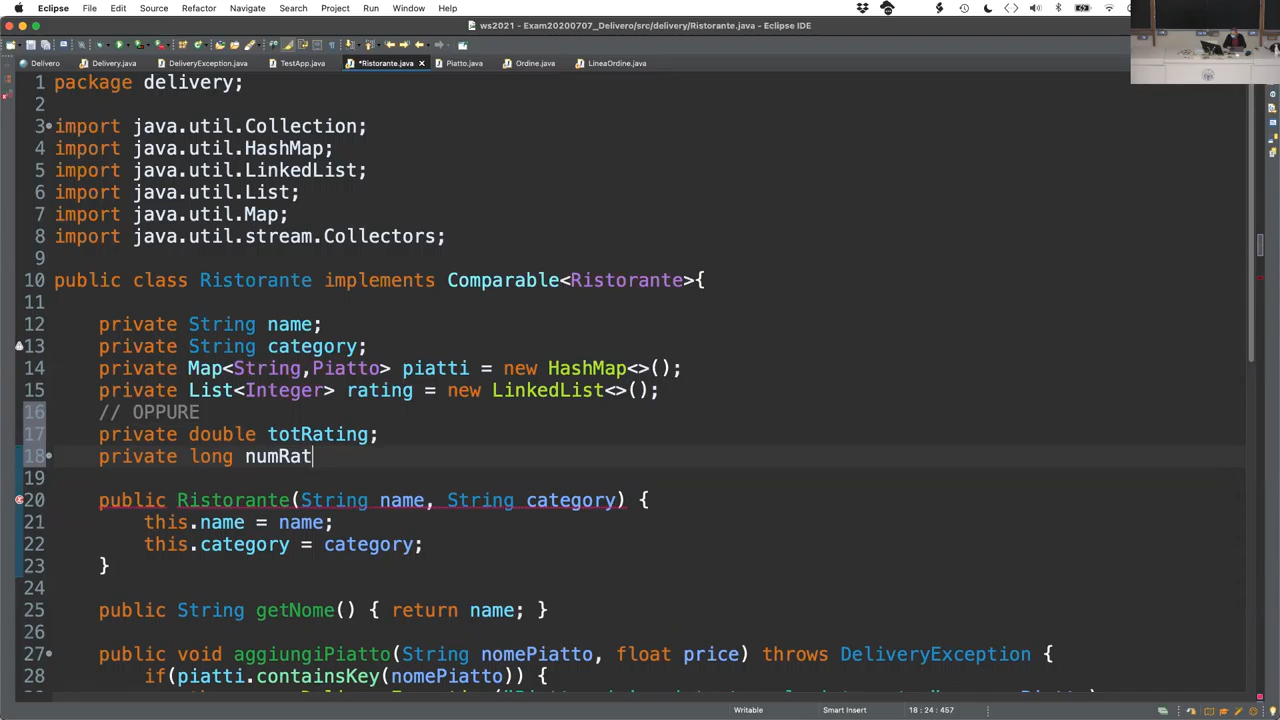 Eclipse File Edit Source Refactor Navigate Search Project Run Window Help
ws2021 - Exam20200707_Delivero/src/delivery/Ristorante.java - Eclipse IDE
Delivero Delivery.java DeliveryException.java TestApp.java *Ristorante.java Piatto.java Ordine.java LineaOrdine.java
1 package delivery;
2
3 import java.util.Collection;
4 import java.util.HashMap;
5 import java.util.LinkedList;
6 import java.util.List;
7 import java.util.Map;
8 import java.util.stream.Collectors;
9
10 public class Ristorante implements Comparable<Ristorante>{
11
12 private String name;
13 private String category;
14 private Map<String,Piatto> piatti = new HashMap<>();
15 private List<Integer> rating = new LinkedList<>();
16 // OPPURE
17 private double totRating;
18 private long numRat
19
20 public Ristorante(String name, String category) {
21 this.name = name;
22 this.category = category;
23 }
24
25 public String getNome() { return name; }
26
27 public void aggiungiPiatto(String nomePiatto, float price) throws DeliveryException {
28 if(piatti.containsKey(nomePiatto)) {
Writable Smart Insert 18 : 24 : 457